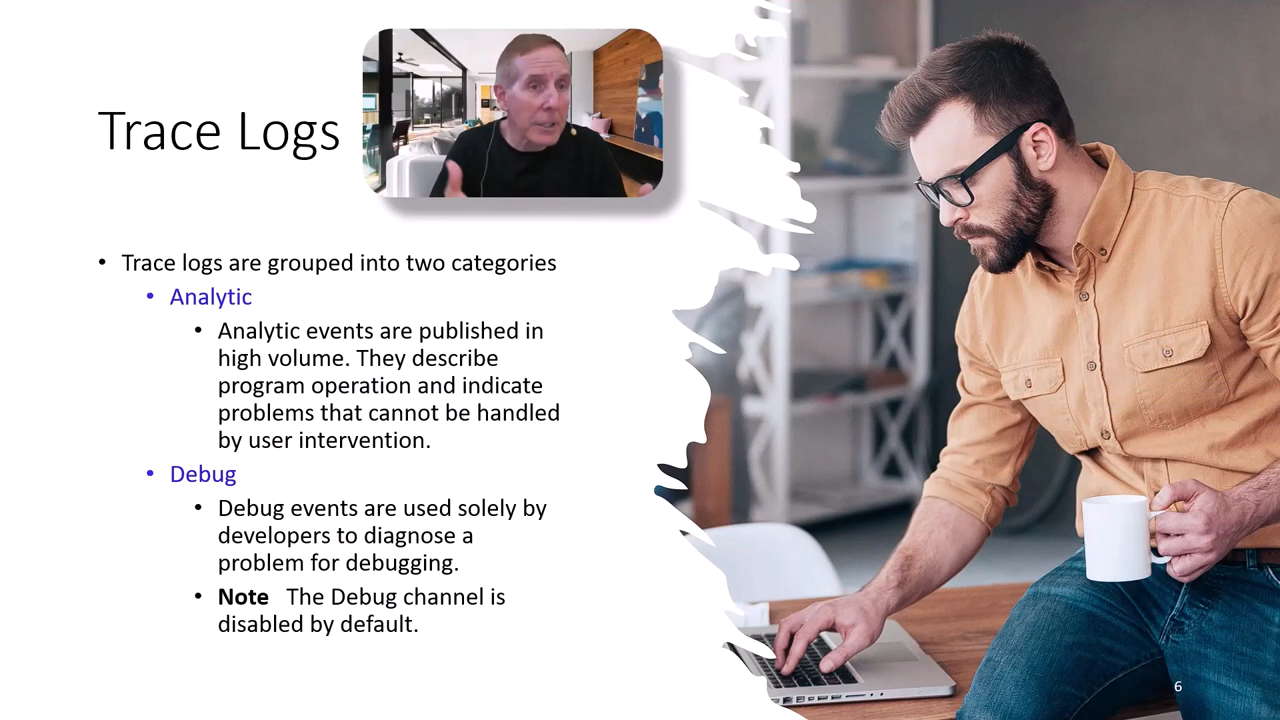 Trace Logs
• Trace logs are grouped into two categories
• Analytic
• Analytic events are published in
high volume. They describe
program operation and indicate
problems that cannot be handled
by user intervention.
• Debug
• Debug events are used solely by
developers to diagnose a
problem for debugging.
• Note The Debug channel is
disabled by default.
6